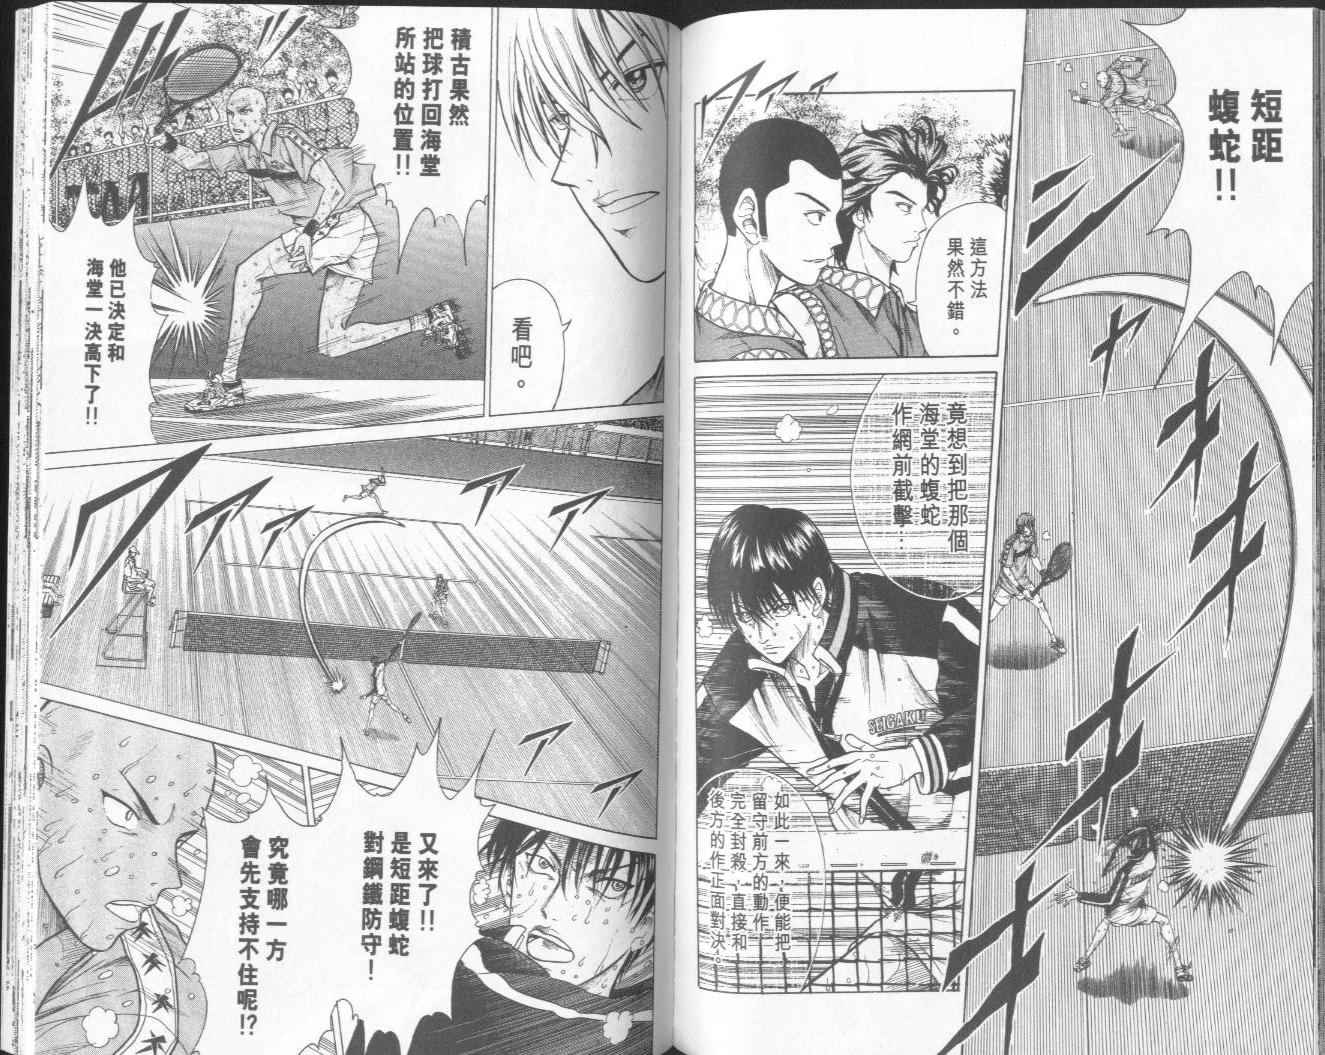 短距
蝮蛇!!
這方法
果然不錯。
竟想到把那個
海堂的蝮蛇
作網前截擊…
SEIGAKU
如此一來，便能把
留守前方的動作
完全封殺，直接和
後方的作正面對決。
看吧。
積古果然
把球打回海堂
所站的位置!!
TM
他已決定和
海堂一決高下了!!
又來了!!
是短距蝮蛇
對鋼鐵防守！
究竟哪一方
會先支持不住呢!?